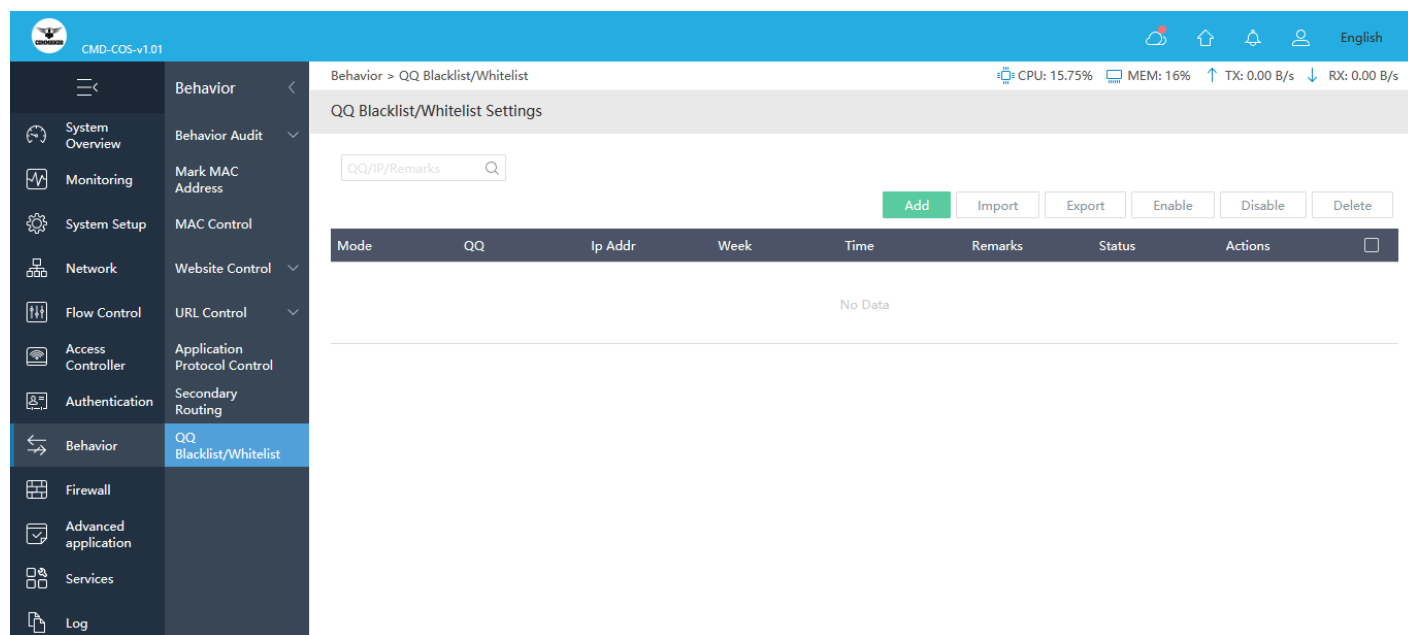 COMMANDO
CMD-COS-v1.01
English
Behavior
Behavior > QQ Blacklist/Whitelist
CPU: 15.75%
MEM: 16%
TX: 0.00 B/s
RX: 0.00 B/s
QQ Blacklist/Whitelist Settings
System
Overview
Monitoring
System Setup
Network
Flow Control
Access
Controller
Authentication
Behavior
Firewall
Advanced
application
Services
Log
Behavior Audit
Mark MAC
Address
MAC Control
Website Control
URL Control
Application
Protocol Control
Secondary
Routing
QQ
Blacklist/Whitelist
QQ/IP/Remarks
Add Import Export Enable Disable Delete
Mode QQ Ip Addr Week Time Remarks Status Actions
No Data